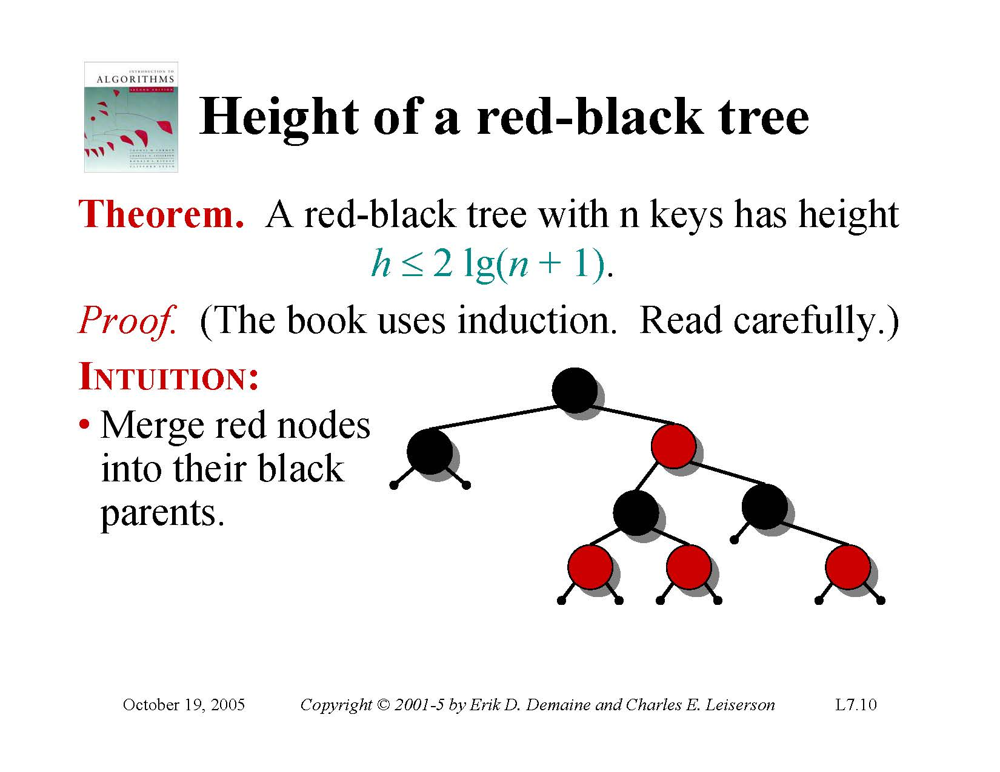 INTRODUCTION TO
ALGORITHMS
SECOND EDITION
THOMAS H. CORMEN
CHARLES E. LEISERSON
RONALD L. RIVEST
CLIFFORD STEIN
Height of a red-black tree
Theorem. A red-black tree with n keys has height
h ≤ 2 lg(n + 1).
Proof. (The book uses induction. Read carefully.)
INTUITION:
• Merge red nodes
into their black
parents.
October 19, 2005 Copyright © 2001-5 by Erik D. Demaine and Charles E. Leiserson L7.10